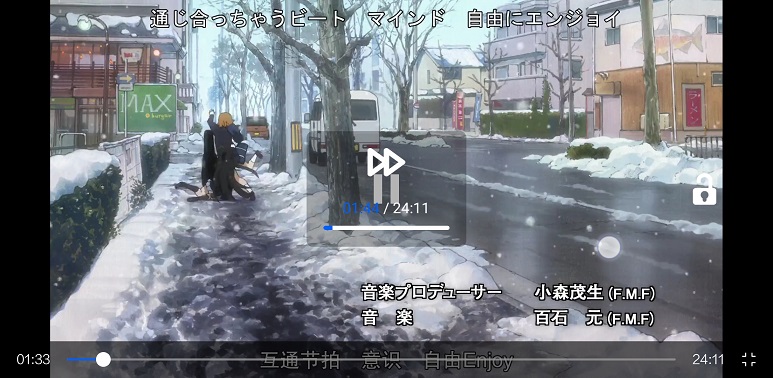 通じ合っちゃうビート　マインド　自由にエンジョイ
MAX
burger
/ 24:11
音楽プロデューサー　小森茂生 (F.M.F)
音　楽　百石　元 (F.M.F)
互通节拍　意识　自由Enjoy
01:33 24:11